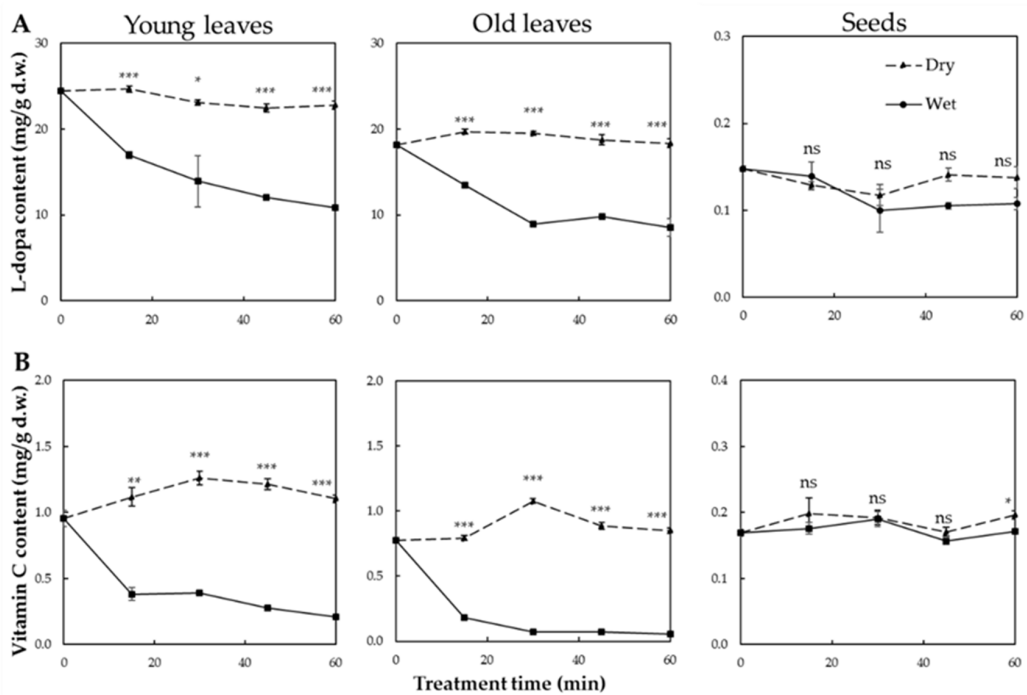 A
Young leaves
Old leaves
Seeds
L-dopa content (mg/g d.w.)
30
20
10
0
*** * *** ***
0 20 40 60
30
20
10
0
*** *** *** ***
0 20 40 60
0.3
0.2
0.1
0.0
Dry
Wet
ns ns ns ns
0 20 40 60
B
Vitamin C content (mg/g d.w.)
2.0
1.5
1.0
0.5
0.0
** *** *** ***
0 20 40 60
2.0
1.5
1.0
0.5
0.0
*** *** *** ***
0 20 40 60
0.4
0.3
0.2
0.1
0.0
ns ns ns *
0 20 40 60
Treatment time (min)